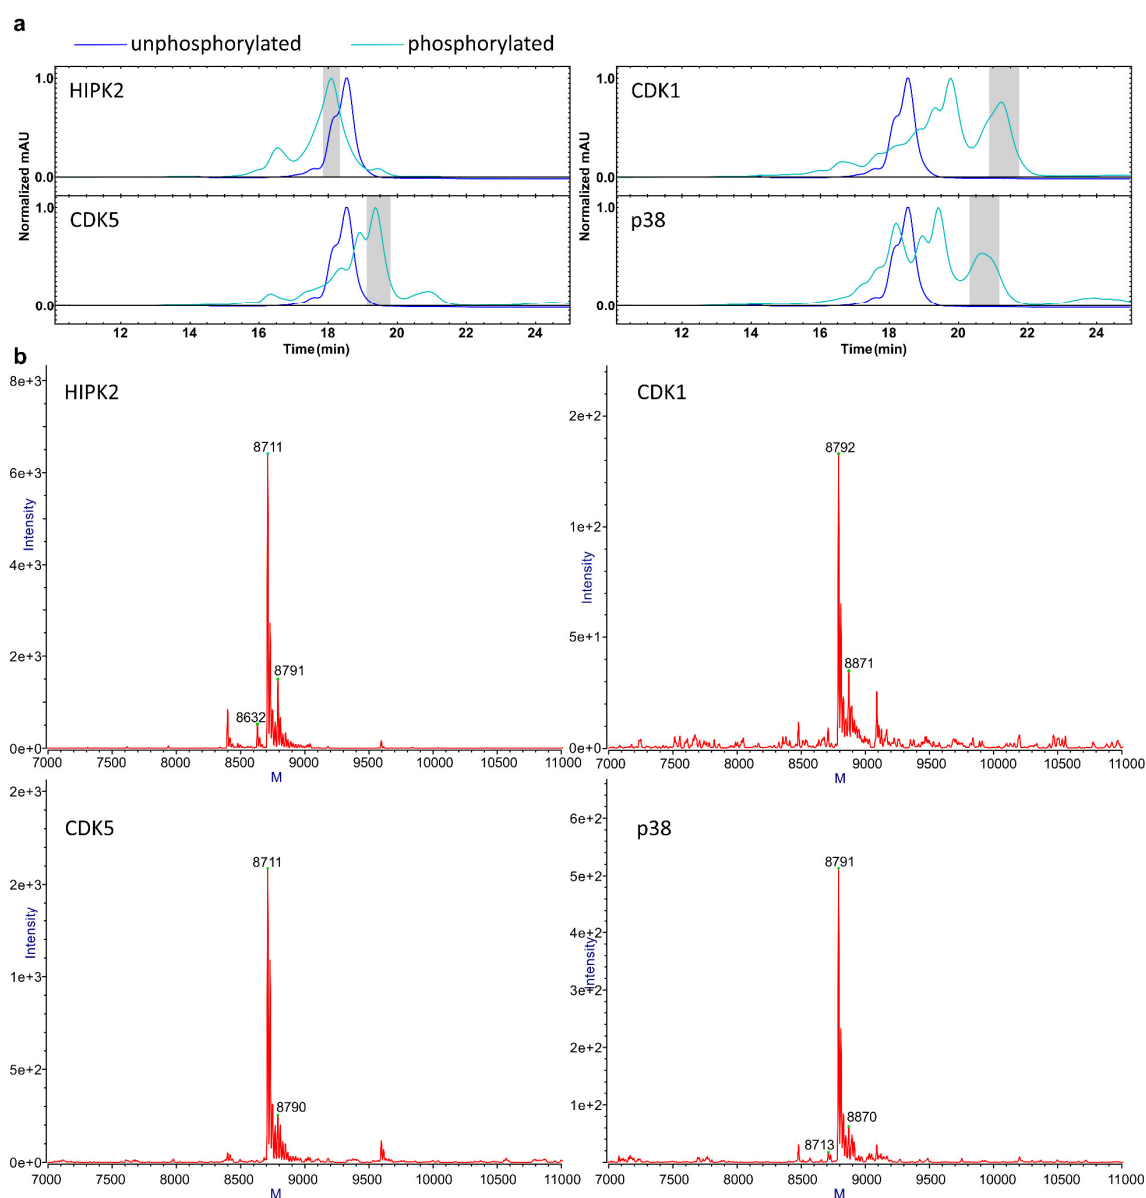 a
unphosphorylated phosphorylated
HIPK2
1.0
0.0
Normalized mAU
CDK5
1.0
0.0
12 14 16 18 20 22 24
Time (min)
CDK1
1.0
0.0
Normalized mAU
p38
1.0
0.0
12 14 16 18 20 22 24
Time (min)
b
HIPK2
8e+3
6e+3
4e+3
2e+3
0e+0
Intensity
8711
8791
8632
7000 7500 8000 8500 9000 9500 10000 10500 11000
M
CDK1
2e+2
1e+2
5e+1
0e+0
Intensity
8792
8871
7000 7500 8000 8500 9000 9500 10000 10500 11000
M
CDK5
2e+3
2e+3
1e+3
5e+2
0e+0
Intensity
8711
8790
7000 7500 8000 8500 9000 9500 10000 10500 11000
M
p38
6e+2
5e+2
4e+2
3e+2
2e+2
1e+2
Intensity
8791
8870
8713
7000 7500 8000 8500 9000 9500 10000 10500 11000
M